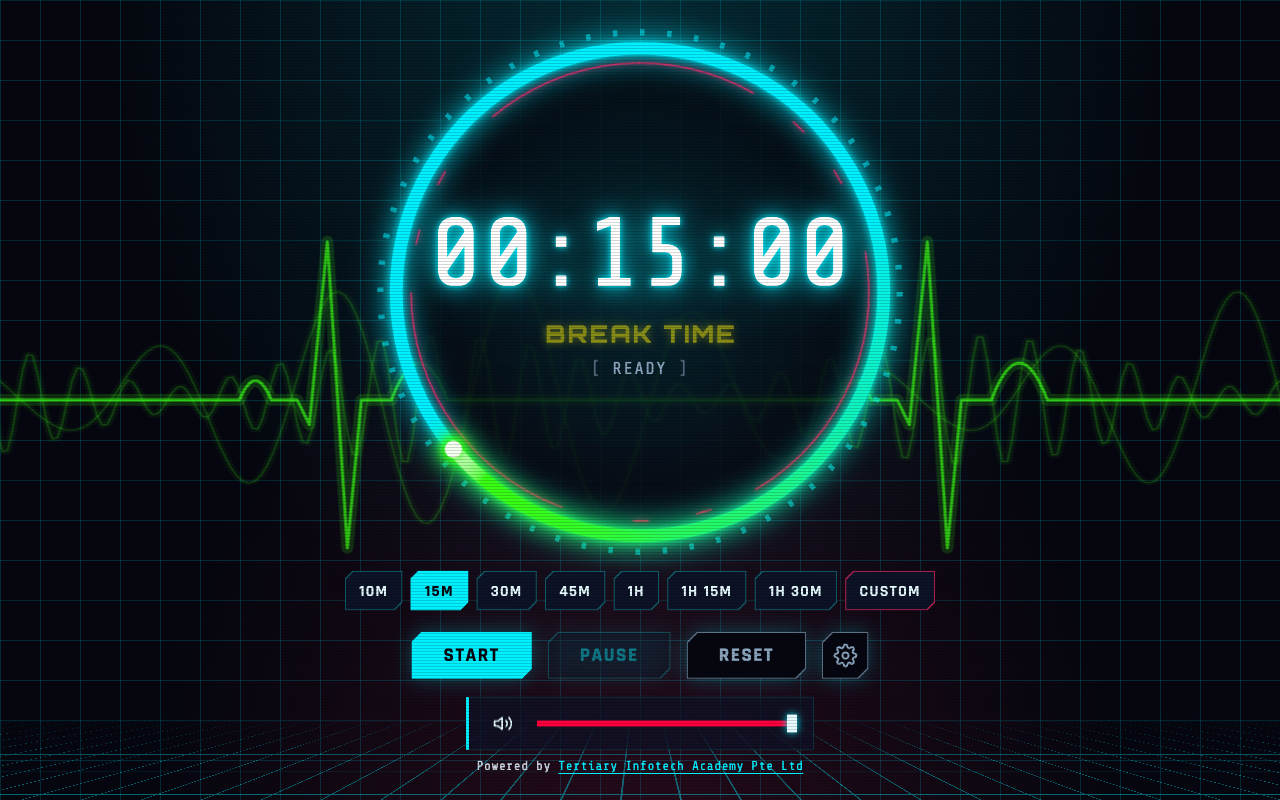 00:15:00
BREAK TIME
[ READY ]
10M 15M 30M 45M 1H 1H 15M 1H 30M CUSTOM
START PAUSE RESET
Powered by Tertiary Infotech Academy Pte Ltd